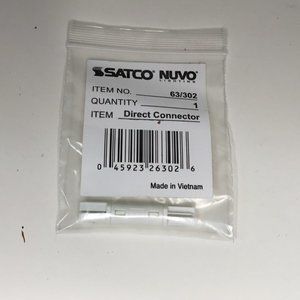 SATCO NUVO
LIGHTING
ITEM NO. 63/302
QUANTITY 1
ITEM Direct Connector
0 45923 26302 6
Made in Vietnam